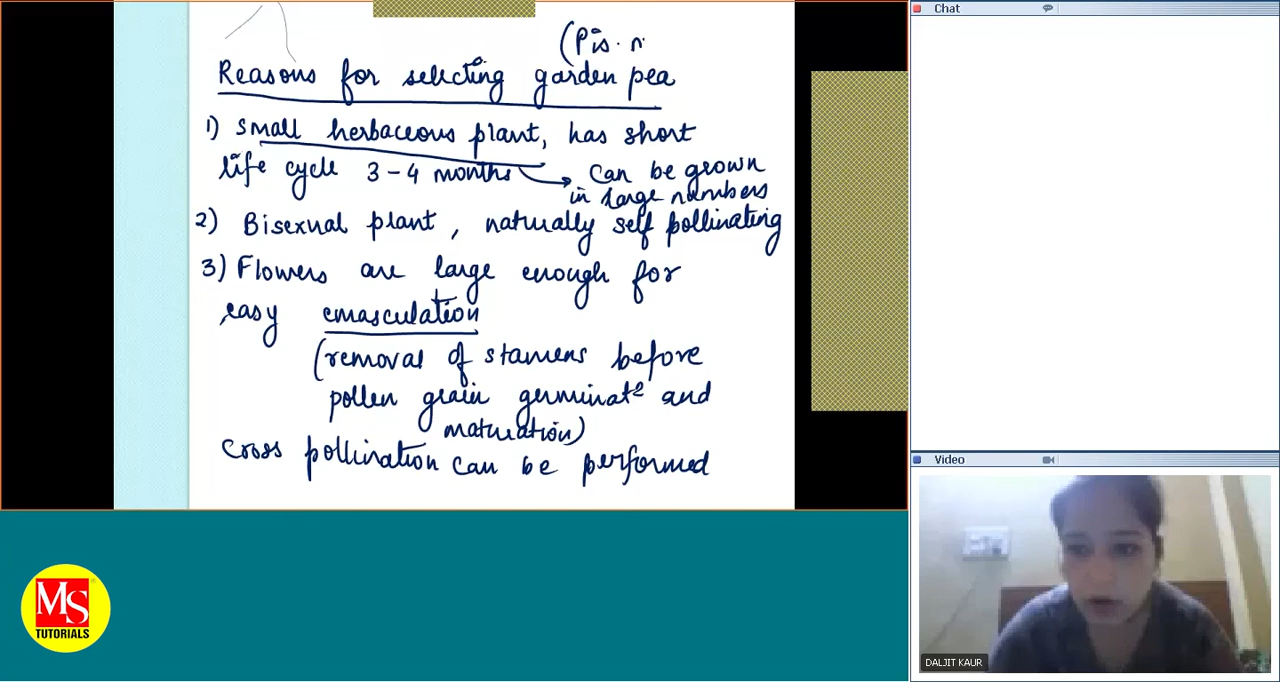 (Pis. n
Reasons for selecting garden pea
1) Small herbaceous plant, has short
life cycle 3-4 months → can be grown
in large numbers
2) Bisexual plant, naturally self pollinating
3) Flowers are large enough for
easy emasculation
(removal of stamens before
pollen grain germinate and
maturation)
cross pollination can be performed
MS
TUTORIALS
Chat
Video
DALJIT KAUR